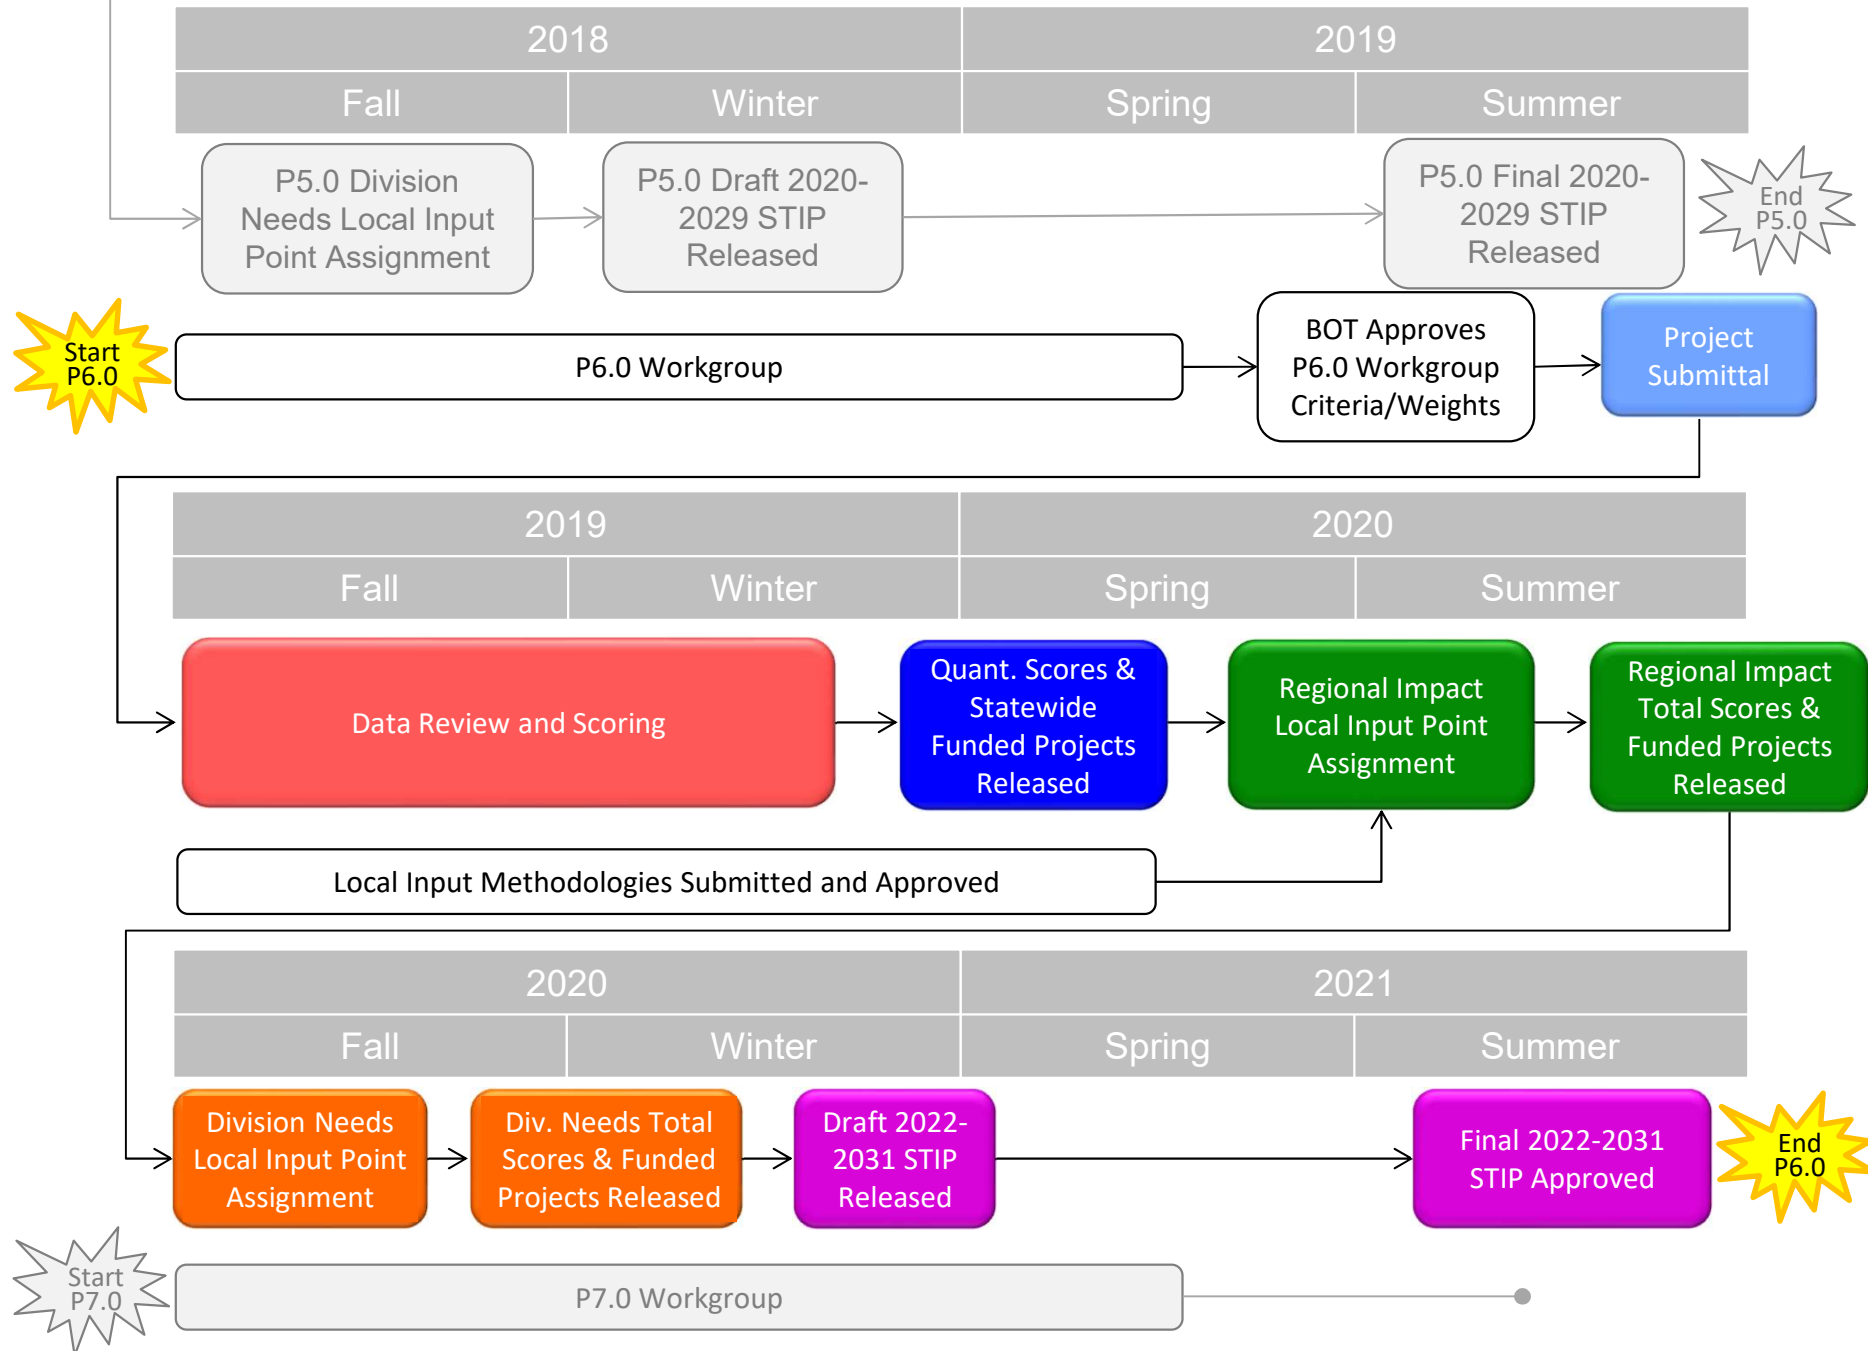 2018
2019
Fall
Winter
Spring
Summer
P5.0 Division
Needs Local Input
Point Assignment
P5.0 Draft 2020-
2029 STIP
Released
P5.0 Final 2020-
2029 STIP
Released
End
P5.0
Start
P6.0
P6.0 Workgroup
BOT Approves
P6.0 Workgroup
Criteria/Weights
Project
Submittal
2019
2020
Fall
Winter
Spring
Summer
Data Review and Scoring
Quant. Scores &
Statewide
Funded Projects
Released
Regional Impact
Local Input Point
Assignment
Regional Impact
Total Scores &
Funded Projects
Released
Local Input Methodologies Submitted and Approved
2020
2021
Fall
Winter
Spring
Summer
Division Needs
Local Input Point
Assignment
Div. Needs Total
Scores & Funded
Projects Released
Draft 2022-
2031 STIP
Released
Final 2022-2031
STIP Approved
End
P6.0
Start
P7.0
P7.0 Workgroup